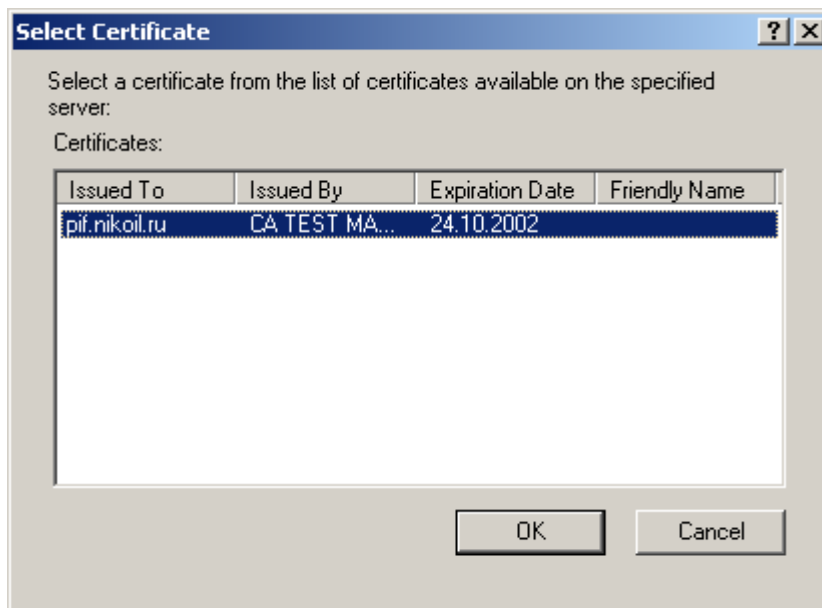 Select Certificate
Select a certificate from the list of certificates available on the specified
server:
Certificates:
Issued To Issued By Expiration Date Friendly Name
pif.nikoil.ru CA TEST MA... 24.10.2002
OK Cancel